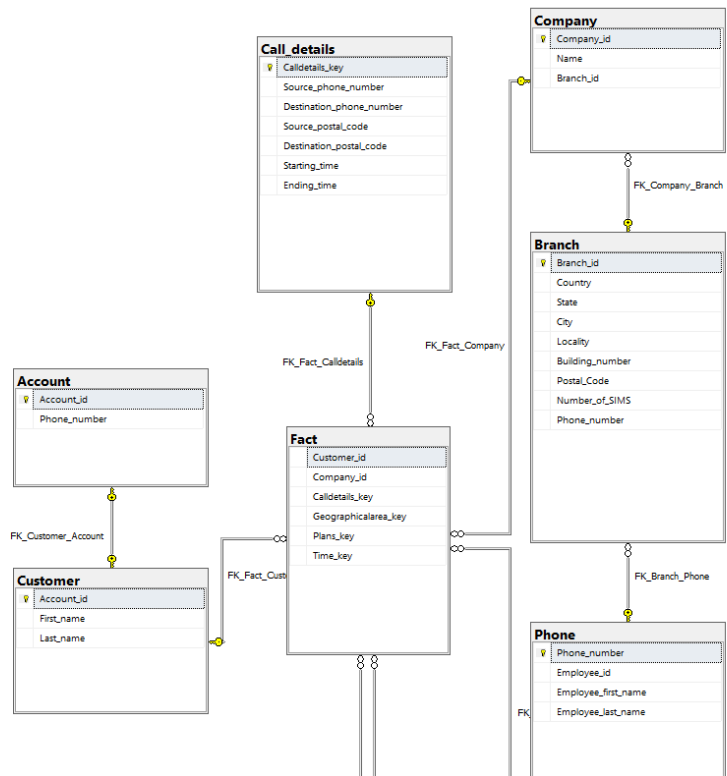 Company
Company_id
Name
Branch_id
Call_details
Calldetails_key
Source_phone_number
Destination_phone_number
Source_postal_code
Destination_postal_code
Starting_time
Ending_time
FK_Company_Branch
Branch
Branch_id
Country
State
City
Locality
Building_number
Postal_Code
Number_of_SIMS
Phone_number
FK_Fact_Company
FK_Fact_Calldetails
Account
Account_id
Phone_number
Fact
Customer_id
Company_id
Calldetails_key
Geographicalarea_key
Plans_key
Time_key
FK_Customer_Account
FK_Fact_Cust
Customer
Account_id
First_name
Last_name
FK_Branch_Phone
Phone
Phone_number
Employee_id
Employee_first_name
Employee_last_name
FK_